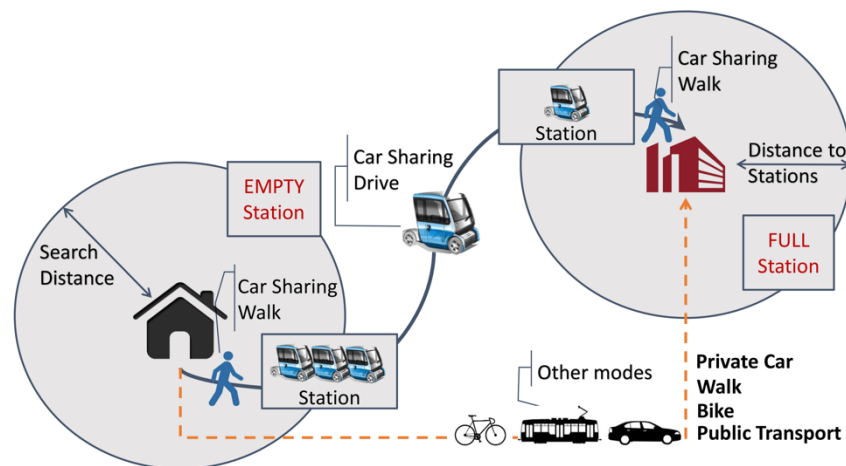 Car Sharing
Walk
Station
Distance to
Stations
FULL
Station
Car Sharing
Drive
EMPTY
Station
Search
Distance
Car Sharing
Walk
Station
Other modes
Private Car
Walk
Bike
Public Transport